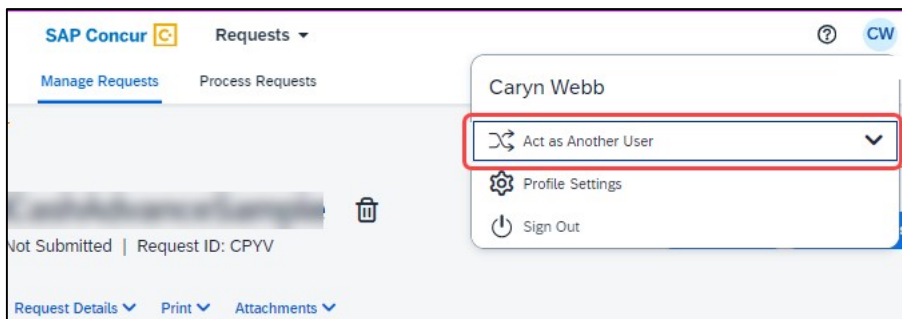 SAP Concur C Requests CW
Manage Requests Process Requests
Caryn Webb
Act as Another User
Profile Settings
Not Submitted | Request ID: CPYV
Sign Out
Request Details Print Attachments